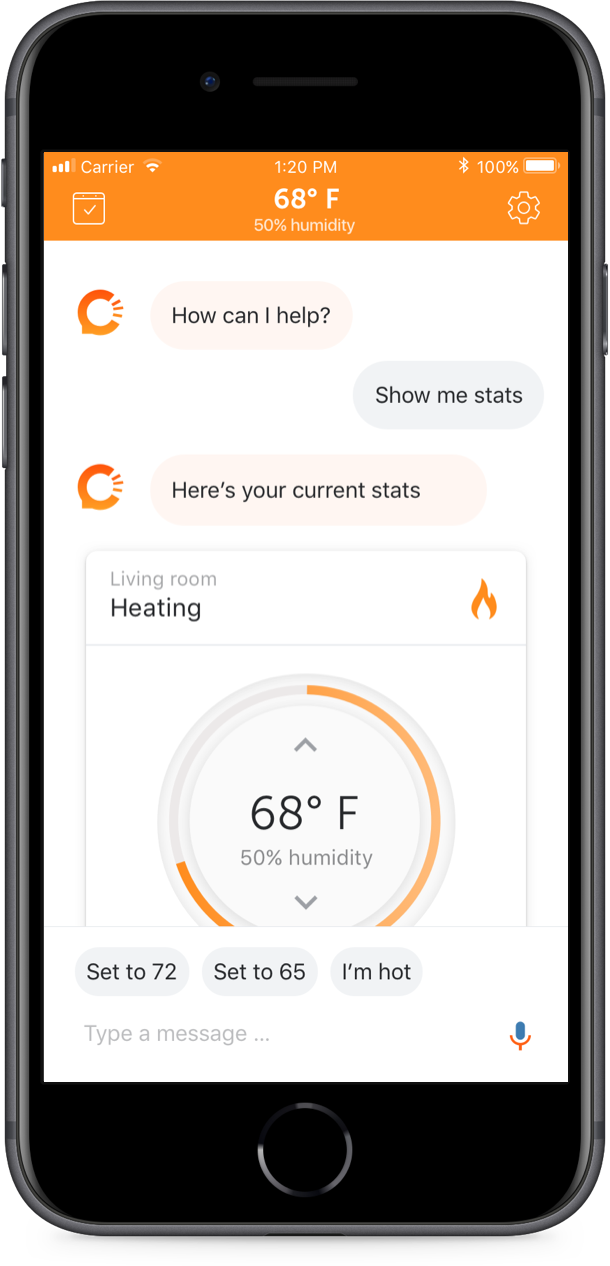 Carrier 1:20 PM 100%
68° F
50% humidity
How can I help?
Show me stats
Here’s your current stats
Living room
Heating
68° F
50% humidity
Set to 72 Set to 65 I’m hot
Type a message ...